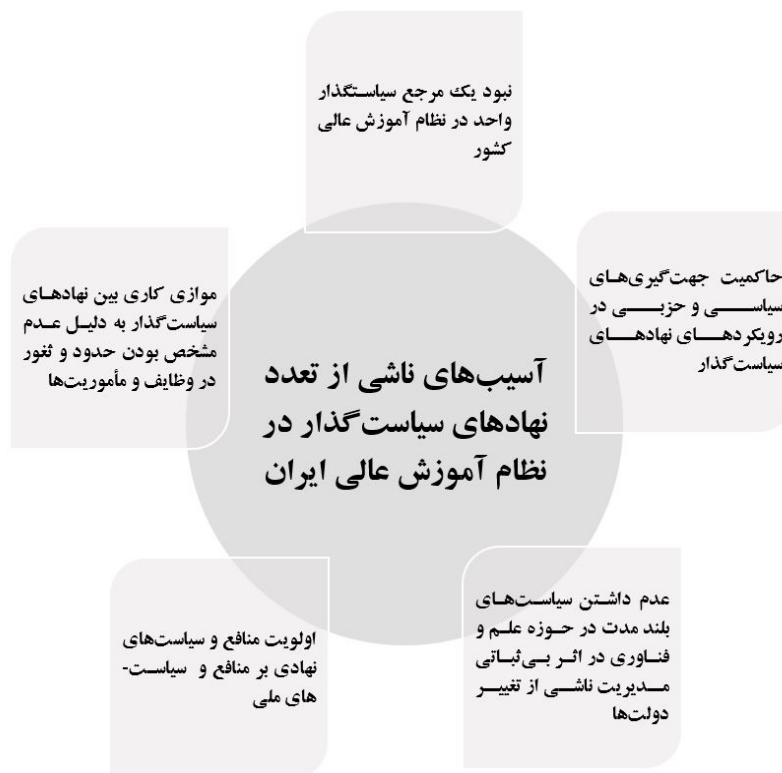 نبود یک مرجع سیاستگذار
واحد در نظام آموزش عالی
کشور
حاکمیت جهت‌گیری‌های
سیاسی و حزبی در
رویکردهای نهادهای
سیاست‌گذار
موازی کاری بین نهادهای
سیاست‌گذار به دلیل عدم
مشخص بودن حدود و ثغور
در وظایف و مأموریت‌ها
آسیب‌های ناشی از تعدد
نهادهای سیاست‌گذار در
نظام آموزش عالی ایران
عدم داشتن سیاست‌های
بلند مدت در حوزه علم و
فناوری در اثر بی‌ثباتی
مدیریت ناشی از تغییر
دولت‌ها
اولویت منافع و سیاست‌های
نهادی بر منافع و سیاست-
های ملی